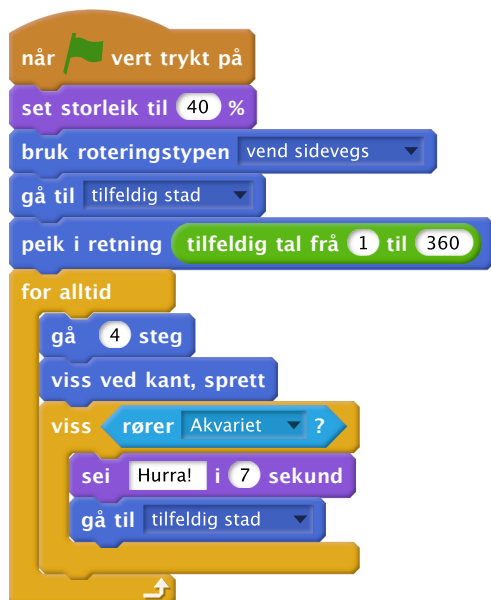 når vert trykt på
set storleik til 40 %
bruk roteringstypen vend sidevegs
gå til tilfeldig stad
peik i retning tilfeldig tal frå 1 til 360
for alltid
gå 4 steg
viss ved kant, sprett
viss rører Akvariet ?
sei Hurra! i 7 sekund
gå til tilfeldig stad